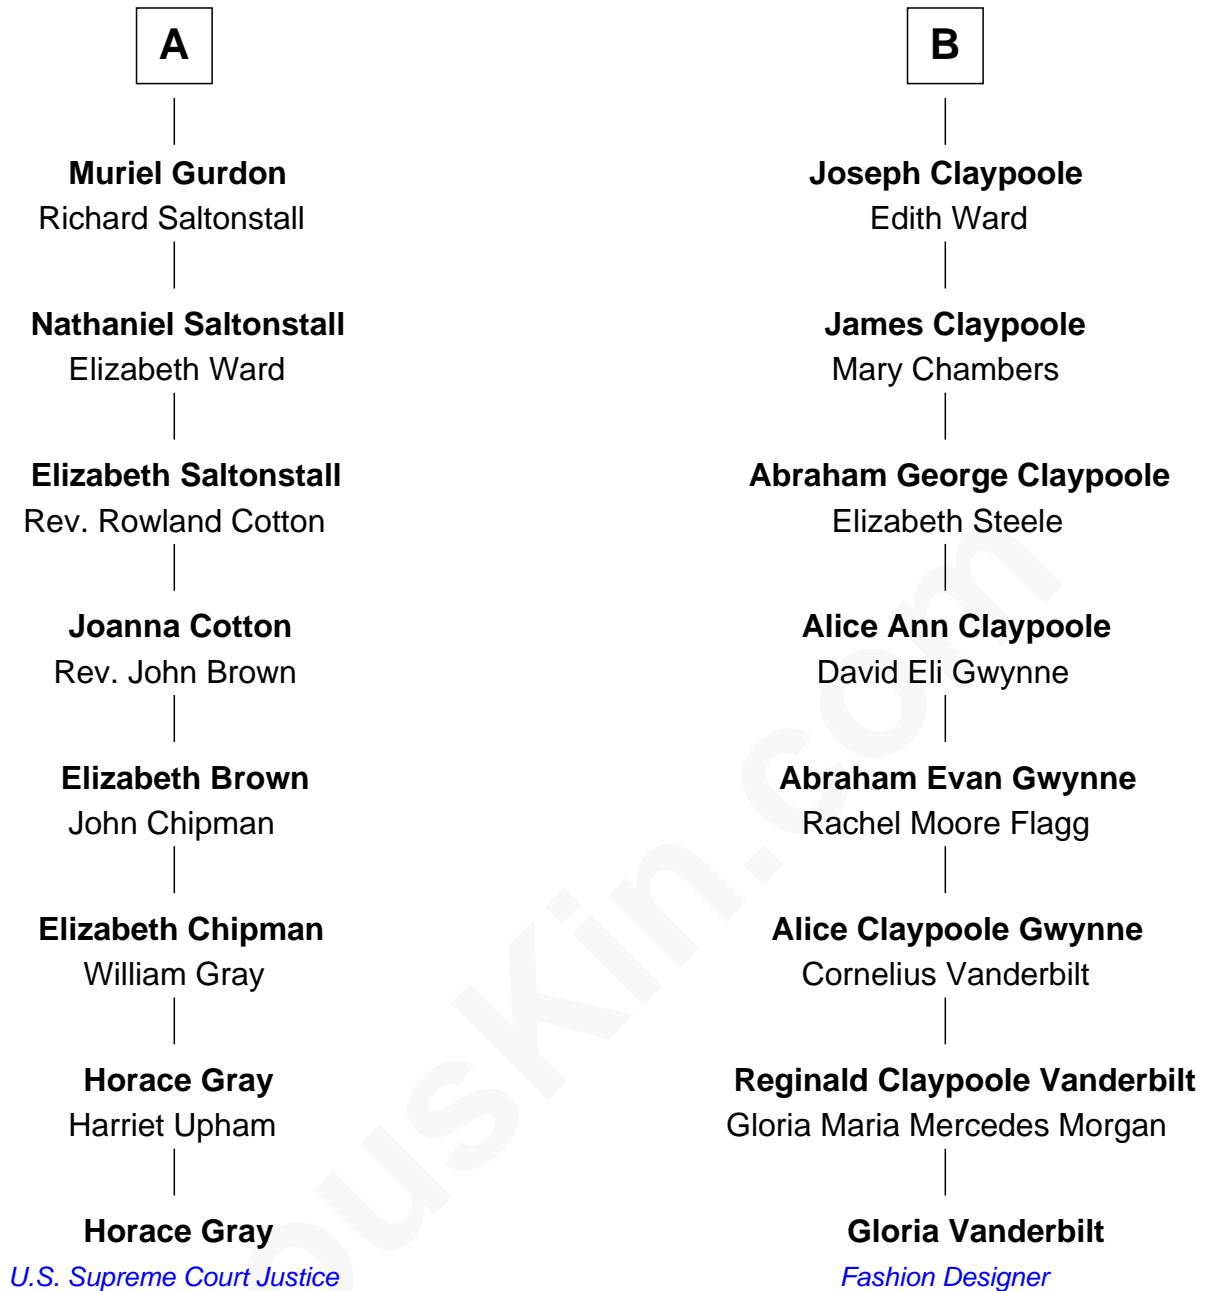 A
Muriel Gurdon
Richard Saltonstall
Nathaniel Saltonstall
Elizabeth Ward
Elizabeth Saltonstall
Rev. Rowland Cotton
Joanna Cotton
Rev. John Brown
Elizabeth Brown
John Chipman
Elizabeth Chipman
William Gray
Horace Gray
Harriet Upham
Horace Gray
U.S. Supreme Court Justice
B
Joseph Claypoole
Edith Ward
James Claypoole
Mary Chambers
Abraham George Claypoole
Elizabeth Steele
Alice Ann Claypoole
David Eli Gwynne
Abraham Evan Gwynne
Rachel Moore Flagg
Alice Claypoole Gwynne
Cornelius Vanderbilt
Reginald Claypoole Vanderbilt
Gloria Maria Mercedes Morgan
Gloria Vanderbilt
Fashion Designer
ousKin.com